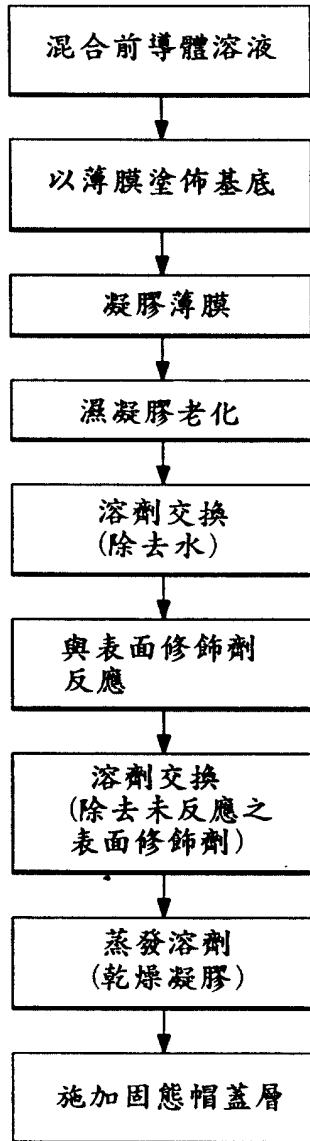 混合前導體溶液
以薄膜塗佈基底
凝膠薄膜
濕凝膠老化
溶劑交換
(除去水)
與表面修飾劑
反應
溶劑交換
(除去未反應之
表面修飾劑)
蒸發溶劑
(乾燥凝膠)
施加固態帽蓋層